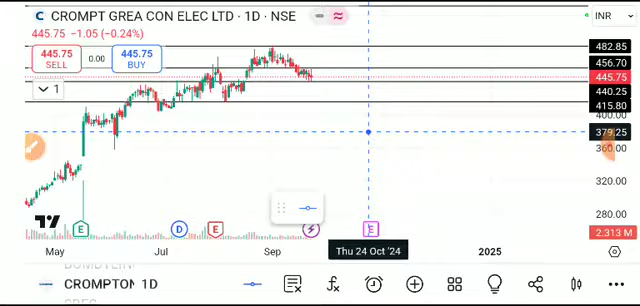 C CROMPT GREA CON ELEC LTD · 1D · NSE
INR
445.75 −1.05 (−0.24%)
445.75
SELL
0.00
445.75
BUY
1
482.85
456.70
445.75
440.25
415.80
400.00
379.25
360.00
320.00
280.00
2.313 M
E D E E
May Jul Sep Thu 24 Oct '24 2025
CROMPTON 1D